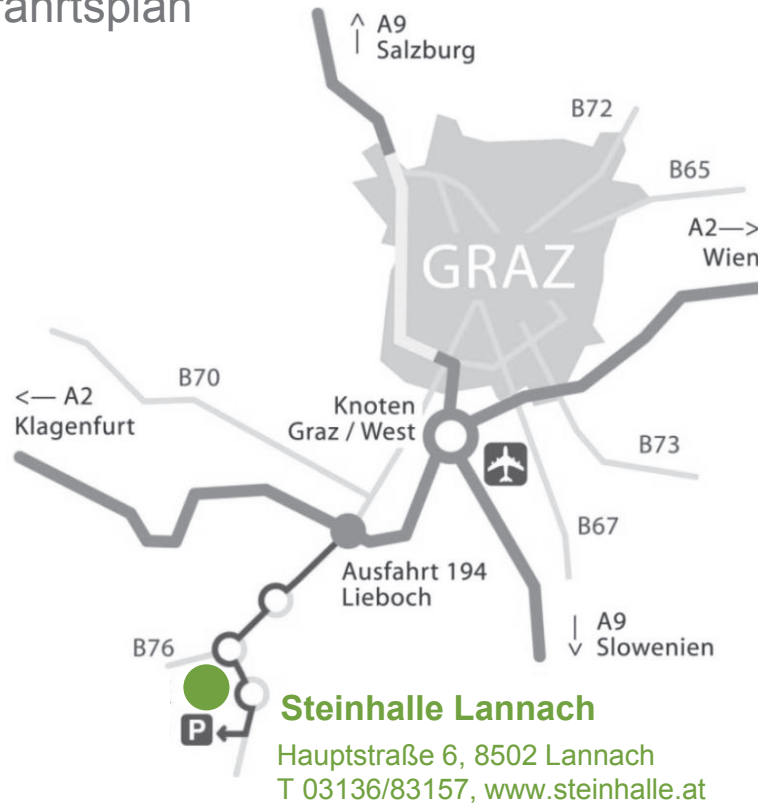 ahrtsplan
^ A9
| Salzburg
B72
B65
A2—>
Wien
GRAZ
B70
<— A2
Klagenfurt
Knoten
Graz / West
B73
B67
Ausfahrt 194
Lieboch
| A9
v Slowenien
B76
P
Steinhalle Lannach
Hauptstraße 6, 8502 Lannach
T 03136/83157, www.steinhalle.at